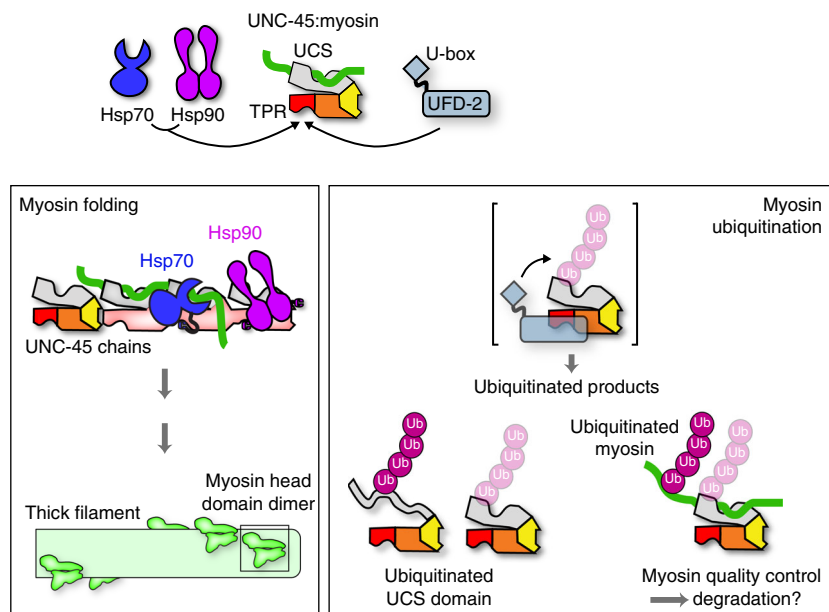 UNC-45:myosin
UCS
U-box
Hsp70
Hsp90
TPR
UFD-2
Myosin folding
Hsp90
Hsp70
UNC-45 chains
Myosin head
domain dimer
Thick filament
Myosin
ubiquitination
Ub
Ub
Ub
Ub
Ubiquitinated products
Ub
Ub
Ub
Ub
Ub
Ub
Ub
Ub
Ubiquitinated
UCS domain
Ubiquitinated
myosin
Ub
Ub
Ub
Ub
Ub
Ub
Ub
Ub
Myosin quality control
degradation?